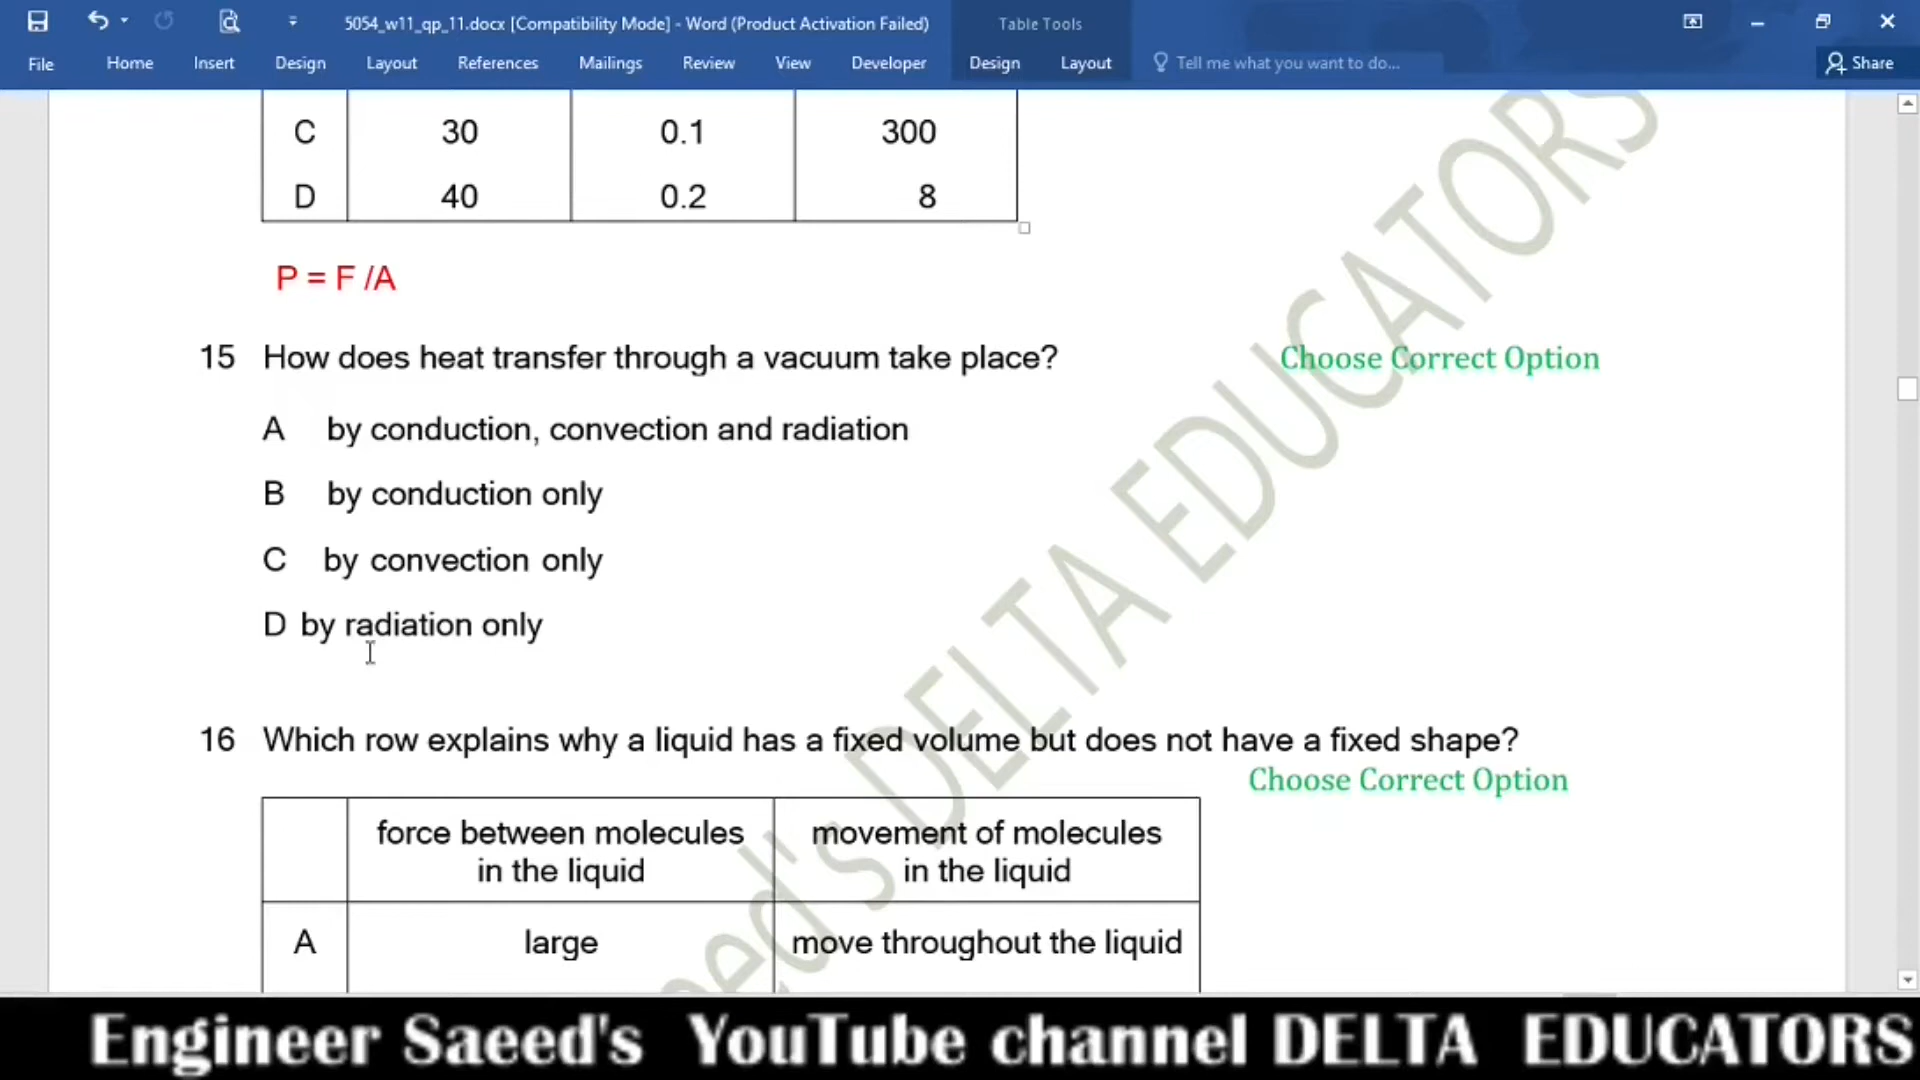 5054_w11_qp_11.docx [Compatibility Mode] - Word (Product Activation Failed)
Table Tools
File Home Insert Design Layout References Mailings Review View Developer Design Layout Tell me what you want to do... Share
C 30 0.1 300
D 40 0.2 8
P = F /A
15 How does heat transfer through a vacuum take place? Choose Correct Option
A by conduction, convection and radiation
B by conduction only
C by convection only
D by radiation only
16 Which row explains why a liquid has a fixed volume but does not have a fixed shape?
Choose Correct Option
force between molecules in the liquid
movement of molecules in the liquid
A large move throughout the liquid
eed's DELTA EDUCATORS
Engineer Saeed's YouTube channel DELTA EDUCATORS